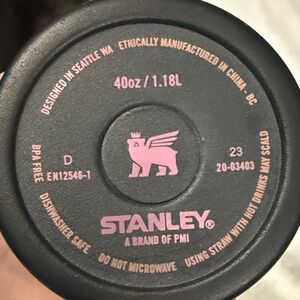 DESIGNED IN SEATTLE WA · ETHICALLY MANUFACTURED IN CHINA · BC
40oz / 1.18L
D
EN12546-1
23
20-03403
STANLEY®
A BRAND OF PMI
BPA FREE · DISHWASHER SAFE · DO NOT MICROWAVE · USING STRAW WITH HOT DRINKS MAY SCALD